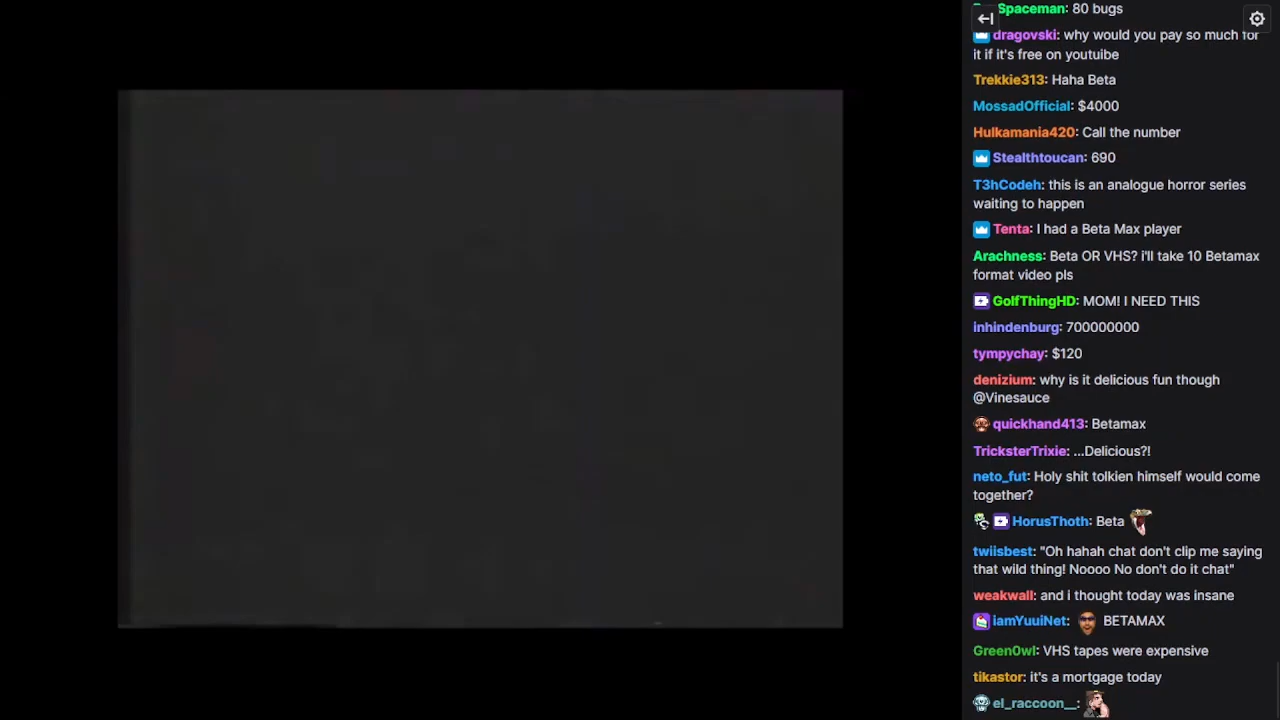 Spaceman: 80 bugs
dragovski: why would you pay so much for
it if it's free on youtuibe
Trekkie313: Haha Beta
MossadOfficial: $4000
Hulkamania420: Call the number
Stealthtoucan: 690
T3hCodeh: this is an analogue horror series
waiting to happen
Tenta: I had a Beta Max player
Arachness: Beta OR VHS? i'll take 10 Betamax
format video pls
GolfThingHD: MOM! I NEED THIS
inhindenburg: 700000000
tympychay: $120
denizium: why is it delicious fun though
@Vinesauce
quickhand413: Betamax
TricksterTrixie: ...Delicious?!
neto_fut: Holy shit tolkien himself would come
together?
HorusThoth: Beta
twiisbest: "Oh hahah chat don't clip me saying
that wild thing! Noooo No don't do it chat"
weakwall: and i thought today was insane
iamYuuiNet: BETAMAX
Green0wl: VHS tapes were expensive
tikastor: it's a mortgage today
el_raccoon__: